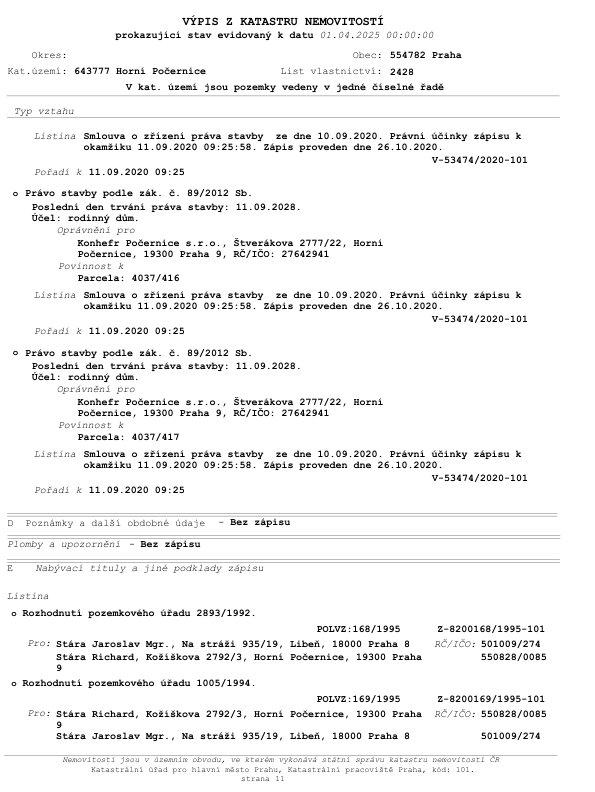 VÝPIS Z KATASTRU NEMOVITOSTÍ
prokazující stav evidovaný k datu 01.04.2025 00:00:00
Okres: Obec: 554782 Praha
Kat.území: 643777 Horní Počernice List vlastnictví: 2428
V kat. území jsou pozemky vedeny v jedné číselné řadě
Typ vztahu
Listina Smlouva o zřízení práva stavby ze dne 10.09.2020. Právní účinky zápisu k
okamžiku 11.09.2020 09:25:58. Zápis proveden dne 26.10.2020.
V-53474/2020-101
Pořadí k 11.09.2020 09:25
o Právo stavby podle zák. č. 89/2012 Sb.
Poslední den trvání práva stavby: 11.09.2028.
Účel: rodinný dům.
Oprávnění pro
Konhefr Počernice s.r.o., Štverákova 2777/22, Horní
Počernice, 19300 Praha 9, RČ/IČO: 27642941
Povinnost k
Parcela: 4037/416
Listina Smlouva o zřízení práva stavby ze dne 10.09.2020. Právní účinky zápisu k
okamžiku 11.09.2020 09:25:58. Zápis proveden dne 26.10.2020.
V-53474/2020-101
Pořadí k 11.09.2020 09:25
o Právo stavby podle zák. č. 89/2012 Sb.
Poslední den trvání práva stavby: 11.09.2028.
Účel: rodinný dům.
Oprávnění pro
Konhefr Počernice s.r.o., Štverákova 2777/22, Horní
Počernice, 19300 Praha 9, RČ/IČO: 27642941
Povinnost k
Parcela: 4037/417
Listina Smlouva o zřízení práva stavby ze dne 10.09.2020. Právní účinky zápisu k
okamžiku 11.09.2020 09:25:58. Zápis proveden dne 26.10.2020.
V-53474/2020-101
Pořadí k 11.09.2020 09:25
D Poznámky a další obdobné údaje - Bez zápisu
Plomby a upozornění - Bez zápisu
E Nabývací tituly a jiné podklady zápisu
Listina
o Rozhodnutí pozemkového úřadu 2893/1992.
POLVZ:168/1995 Z-8200168/1995-101
Pro: Stára Jaroslav Mgr., Na stráži 935/19, Libeň, 18000 Praha 8 RČ/IČO: 501009/274
Stára Richard, Kožíškova 2792/3, Horní Počernice, 19300 Praha 550828/0085
9
o Rozhodnutí pozemkového úřadu 1005/1994.
POLVZ:169/1995 Z-8200169/1995-101
Pro: Stára Richard, Kožíškova 2792/3, Horní Počernice, 19300 Praha RČ/IČO: 550828/0085
9
Stára Jaroslav Mgr., Na stráži 935/19, Libeň, 18000 Praha 8 501009/274
Nemovitosti jsou v územním obvodu, ve kterém vykonává státní správu katastru nemovitostí ČR
Katastrální úřad pro hlavní město Prahu, Katastrální pracoviště Praha, kód: 101.
strana 11